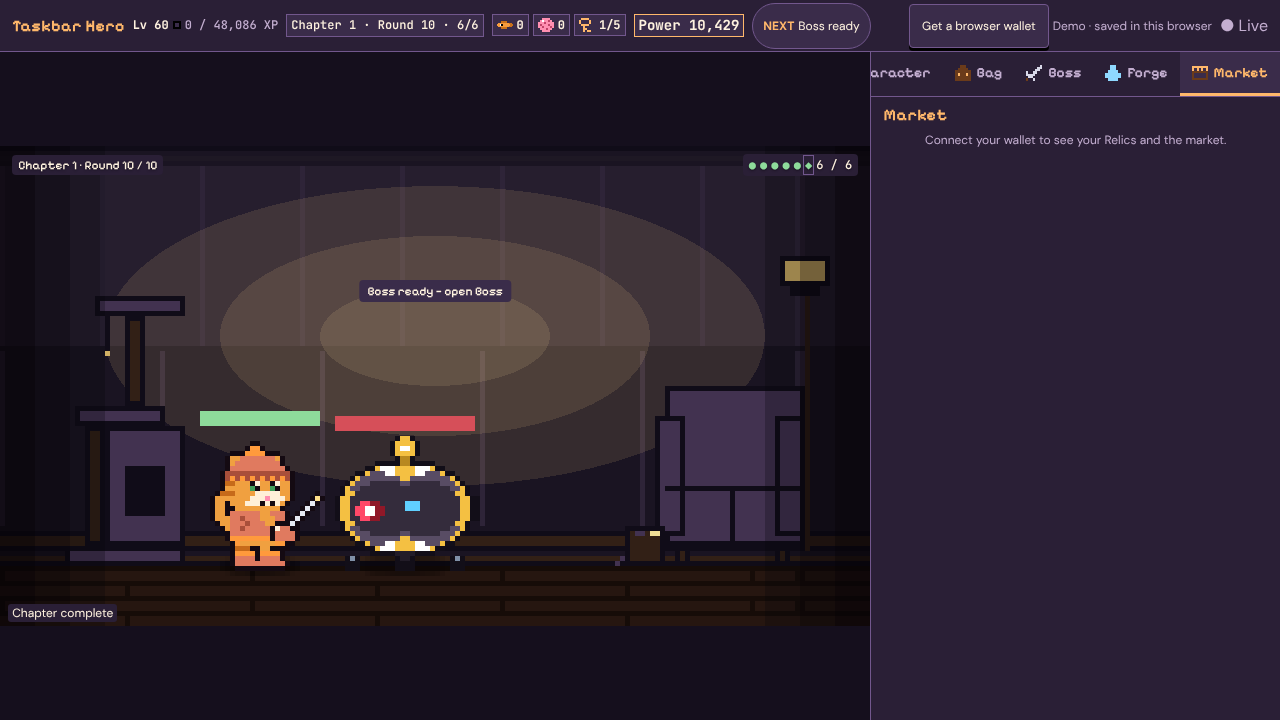 Taskbar Hero Lv 60 0 / 48,086 XP Chapter 1 · Round 10 · 6/6 0 0 1/5 Power 10,429 NEXT Boss ready Get a browser wallet Demo · saved in this browser Live
aracter Bag Boss Forge Market
Market
Connect your wallet to see your Relics and the market.
Chapter 1 · Round 10 / 10
6 / 6
Boss ready – open Boss
Chapter complete